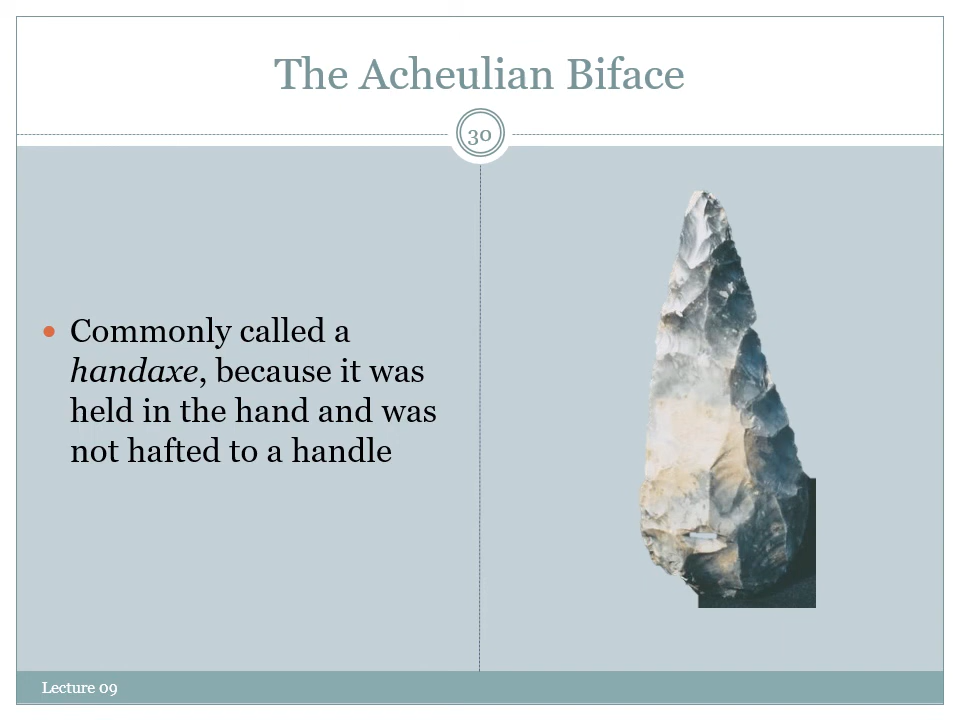 The Acheulian Biface
30
• Commonly called a
handaxe, because it was
held in the hand and was
not hafted to a handle
Lecture 09